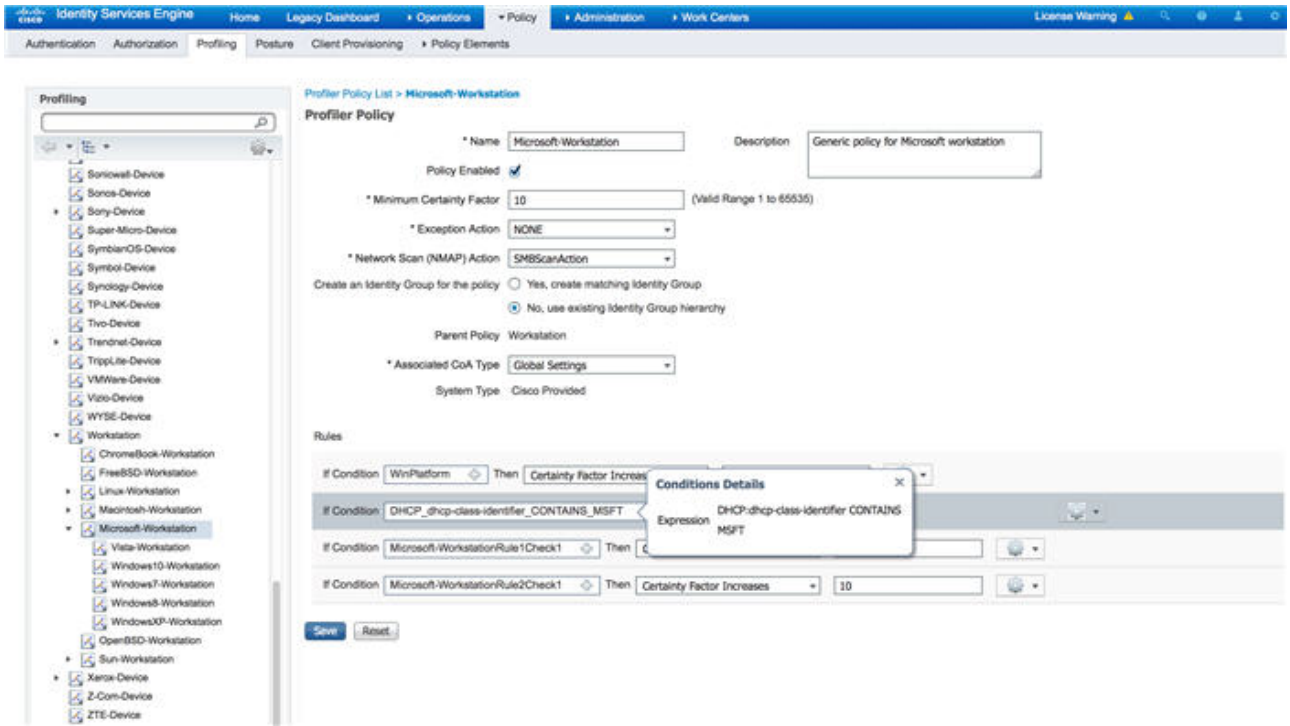 cisco Identity Services Engine Home Legacy Dashboard Operations Policy Administration Work Centers License Warning
Authentication Authorization Profiling Posture Client Provisioning Policy Elements
Profiling
Sonicwall-Device
Sonos-Device
Sony-Device
Super-Micro-Device
SymbianOS-Device
Symbol-Device
Synology-Device
TP-LINK-Device
Tivo-Device
Trendnet-Device
TrippLite-Device
VMWare-Device
Vizio-Device
WYSE-Device
Workstation
ChromeBook-Workstation
FreeBSD-Workstation
Linux-Workstation
Macintosh-Workstation
Microsoft-Workstation
Vista-Workstation
Windows10-Workstation
Windows7-Workstation
Windows8-Workstation
WindowsXP-Workstation
OpenBSD-Workstation
Sun-Workstation
Xerox-Device
Z-Com-Device
ZTE-Device
Profiler Policy List > Microsoft-Workstation
Profiler Policy
* Name Microsoft-Workstation Description Generic policy for Microsoft workstation
Policy Enabled
* Minimum Certainty Factor 10 (Valid Range 1 to 65535)
* Exception Action NONE
* Network Scan (NMAP) Action SMBScanAction
Create an Identity Group for the policy Yes, create matching Identity Group
No, use existing Identity Group hierarchy
Parent Policy Workstation
* Associated CoA Type Global Settings
System Type Cisco Provided
Rules
If Condition WinPlatform Then Certainty Factor Increas
If Condition DHCP_dhcp-class-identifier_CONTAINS_MSFT
Conditions Details
Expression DHCP:dhcp-class-identifier CONTAINS
MSFT
If Condition Microsoft-WorkstationRule1Check1 Then
If Condition Microsoft-WorkstationRule2Check1 Then Certainty Factor Increases 10
Save Reset